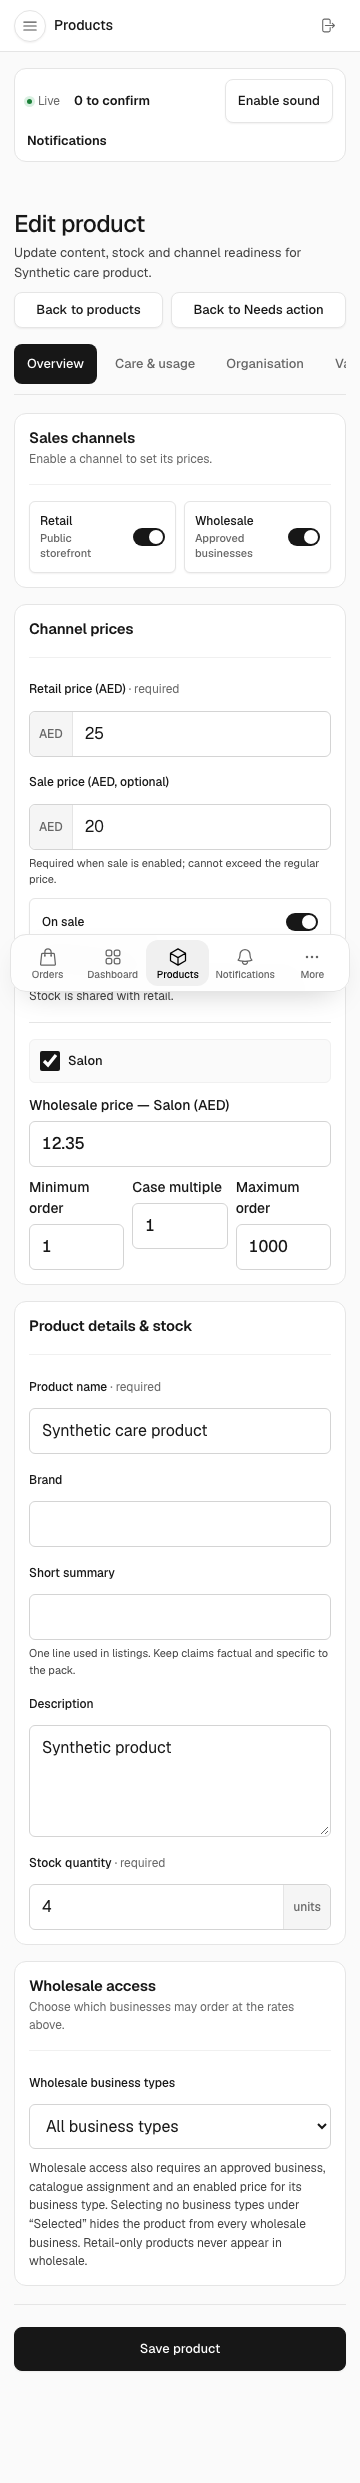 Products
Live
0 to confirm
Enable sound
Notifications
Edit product
Update content, stock and channel readiness for
Synthetic care product.
Back to products
Back to Needs action
Overview
Care & usage
Organisation
Va
Sales channels
Enable a channel to set its prices.
Retail
Public
storefront
Wholesale
Approved
businesses
Channel prices
Retail price (AED) · required
AED
25
Sale price (AED, optional)
AED
20
Required when sale is enabled; cannot exceed the regular
price.
On sale
Orders
Dashboard
Products
Notifications
More
Stock is shared with retail.
Salon
Wholesale price — Salon (AED)
12.35
Minimum
order
1
Case multiple
1
Maximum
order
1000
Product details & stock
Product name · required
Synthetic care product
Brand
Short summary
One line used in listings. Keep claims factual and specific to
the pack.
Description
Synthetic product
Stock quantity · required
4
units
Wholesale access
Choose which businesses may order at the rates
above.
Wholesale business types
All business types
Wholesale access also requires an approved business,
catalogue assignment and an enabled price for its
business type. Selecting no business types under
“Selected” hides the product from every wholesale
business. Retail-only products never appear in
wholesale.
Save product